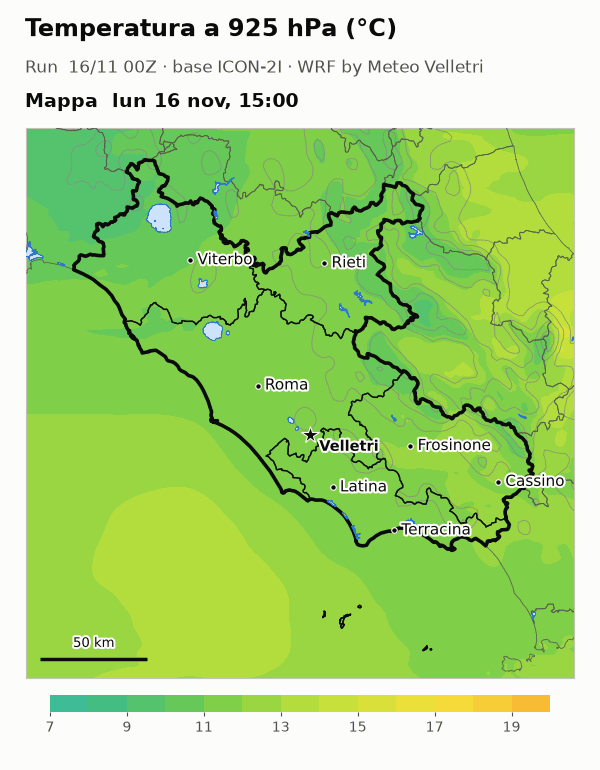 Temperatura a 925 hPa (°C)
Run  16/11 00Z · base ICON-2I · WRF by Meteo Velletri
Mappa  lun 16 nov, 15:00
Viterbo
Rieti
Roma
Velletri
Frosinone
Latina
Cassino
Terracina
50 km
7 9 11 13 15 17 19